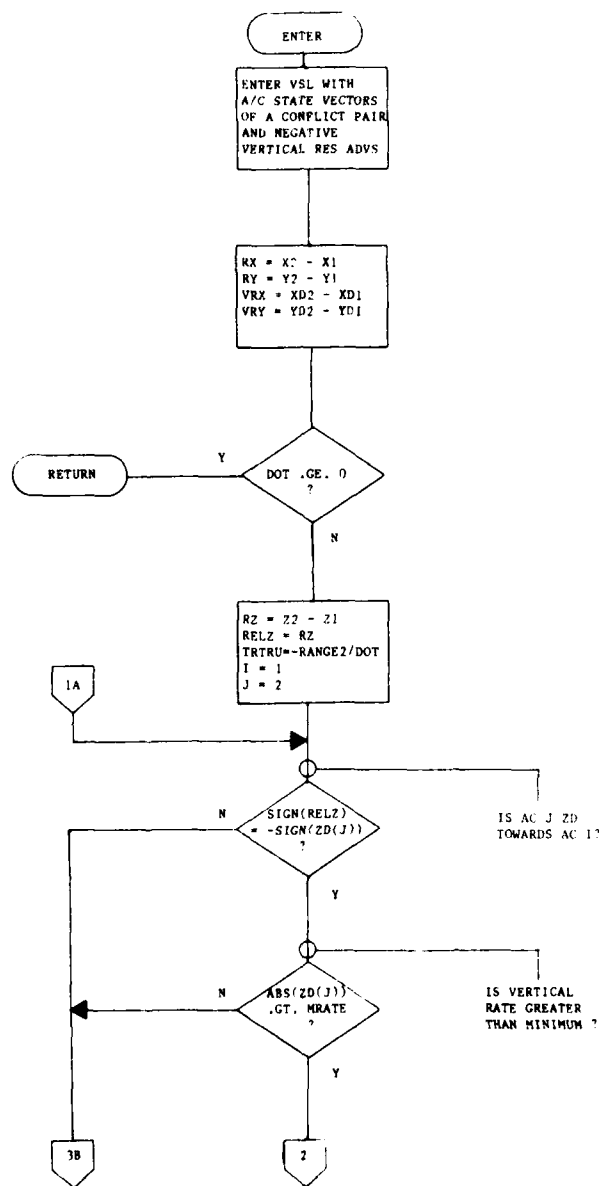 ENTER
ENTER VSL WITH
A/C STATE VECTORS
OF A CONFLICT PAIR
AND NEGATIVE
VERTICAL RES ADVS
RX = X2 - X1
RY = Y2 - Y1
VRX = XD2 - XD1
VRY = YD2 - YD1
RETURN
Y
DOT .GE. 0
?
N
RZ = Z2 - Z1
RELZ = RZ
TRTRU=-RANGE2/DOT
I = 1
J = 2
1A
N
SIGN(RELZ)
= -SIGN(ZD(J))
?
IS AC J ZD
TOWARDS AC I?
Y
N
ABS(ZD(J))
.GT. MRATE
?
IS VERTICAL
RATE GREATER
THAN MINIMUM ?
Y
3B
2